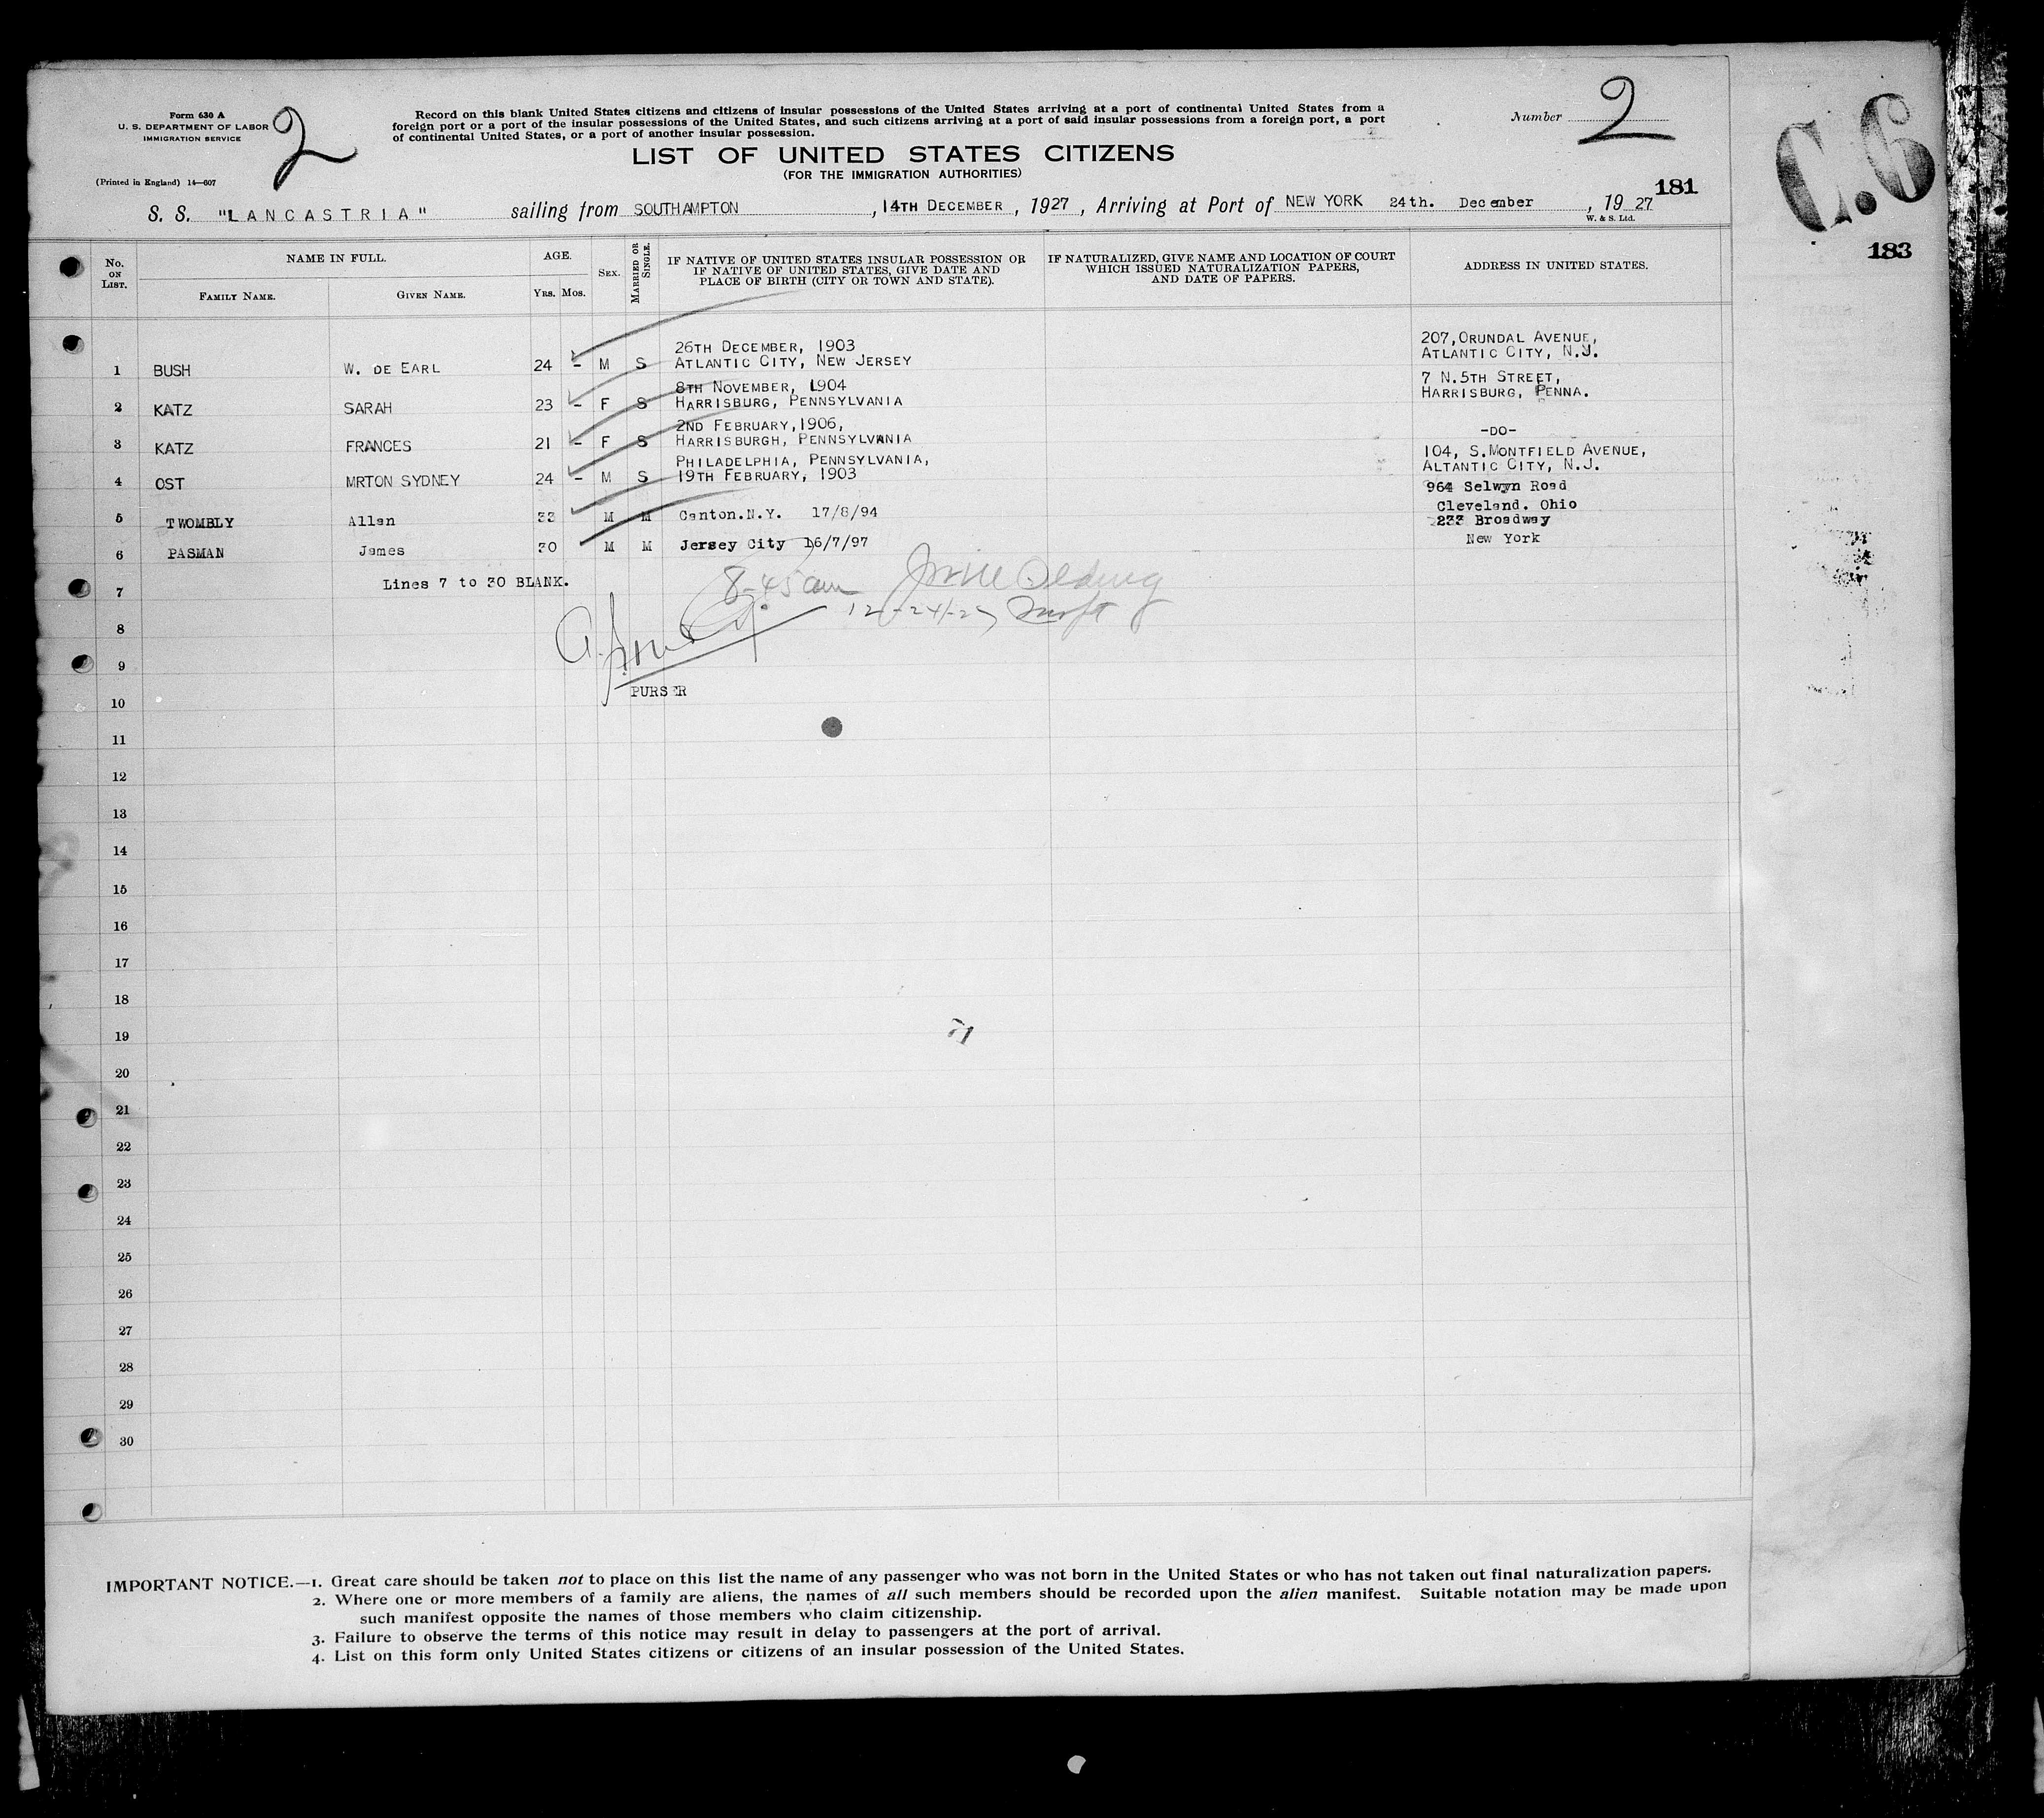 Form 630 A
U. S. DEPARTMENT OF LABOR
IMMIGRATION SERVICE
(Printed in England) 14—607
2
Record on this blank United States citizens and citizens of insular possessions of the United States arriving at a port of continental United States from a
foreign port or a port of the insular possessions of the United States, and such citizens arriving at a port of said insular possessions from a foreign port, a port
of continental United States, or a port of another insular possession.
Number 2
C.6
LIST OF UNITED STATES CITIZENS
(FOR THE IMMIGRATION AUTHORITIES)
181
S. S. "LANCASTRIA" sailing from SOUTHAMPTON, 14TH DECEMBER, 1927, Arriving at Port of NEW YORK 24th. December, 1927
W. & S. Ltd.
183
No. ON LIST. NAME IN FULL. AGE. SEX. MARRIED OR SINGLE. IF NATIVE OF UNITED STATES INSULAR POSSESSION OR IF NATIVE OF UNITED STATES, GIVE DATE AND PLACE OF BIRTH (CITY OR TOWN AND STATE). IF NATURALIZED, GIVE NAME AND LOCATION OF COURT WHICH ISSUED NATURALIZATION PAPERS, AND DATE OF PAPERS. ADDRESS IN UNITED STATES.
FAMILY NAME. GIVEN NAME. YRS. MOS.
26TH DECEMBER, 1903 207, ORUNDAL AVENUE,
1 BUSH W. DE EARL 24 - M S ATLANTIC CITY, NEW JERSEY ATLANTIC CITY, N.J.
8TH NOVEMBER, 1904 7 N.5TH STREET,
2 KATZ SARAH 23 - F S HARRISBURG, PENNSYLVANIA HARRISBURG, PENNA.
2ND FEBRUARY, 1906,
3 KATZ FRANCES 21 - F S HARRISBURGH, PENNSYLVANIA -DO-
PHILADELPHIA, PENNSYLVANIA, 104, S.MONTFIELD AVENUE,
4 OST MRTON SYDNEY 24 - M S 19TH FEBRUARY, 1903 ALTANTIC CITY, N.J.
964 Selwyn Road
5 TWOMBLY Allen 33 M M Canton.N.Y. 17/8/94 Cleveland. Ohio
233 Broadway
6 PASMAN James 30 M M Jersey City 16/7/97 New York
7 Lines 7 to 30 BLANK.
8-45 am
12-24-27
8
9
PURSER
10
11
12
13
14
15
16
17
18
19
20
21
22
23
24
25
26
27
28
29
30
IMPORTANT NOTICE.—1. Great care should be taken not to place on this list the name of any passenger who was not born in the United States or who has not taken out final naturalization papers.
2. Where one or more members of a family are aliens, the names of all such members should be recorded upon the alien manifest. Suitable notation may be made upon
such manifest opposite the names of those members who claim citizenship.
3. Failure to observe the terms of this notice may result in delay to passengers at the port of arrival.
4. List on this form only United States citizens or citizens of an insular possession of the United States.